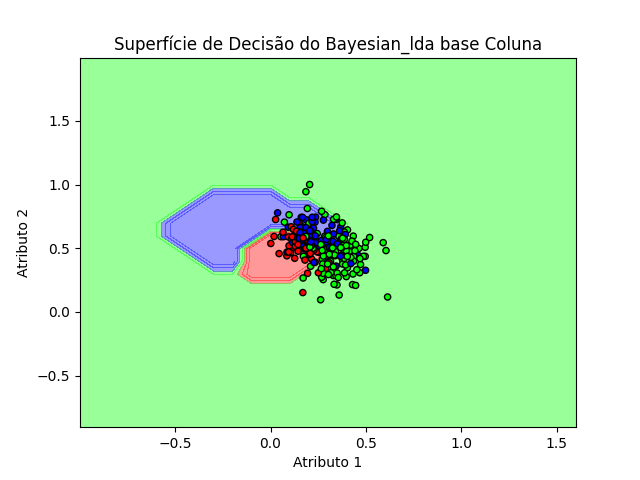 Superfície de Decisão do Bayesian_lda base Coluna
1.5
1.0
0.5
0.0
−0.5
Atributo 2
−0.5 0.0 0.5 1.0 1.5
Atributo 1